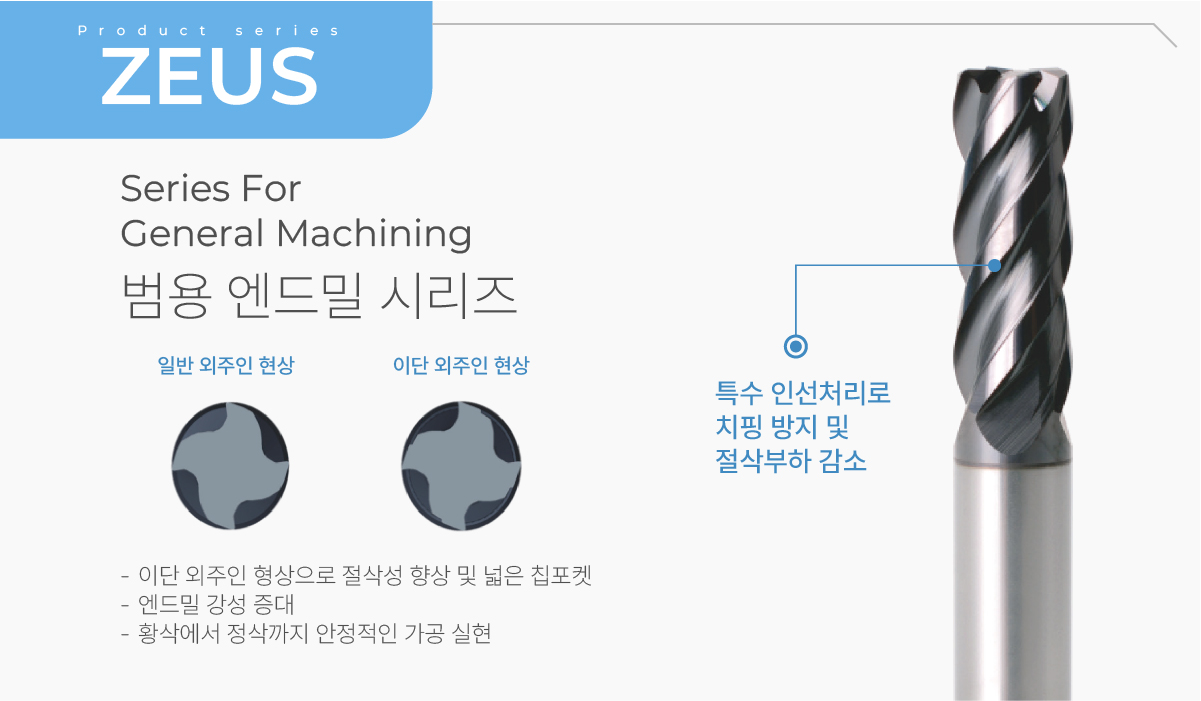 Product series
ZEUS
Series For
General Machining
범용 엔드밀 시리즈
일반 외주인 현상
이단 외주인 현상
특수 인선처리로
치핑 방지 및
절삭부하 감소
- 이단 외주인 형상으로 절삭성 향상 및 넓은 칩포켓
- 엔드밀 강성 증대
- 황삭에서 정삭까지 안정적인 가공 실현